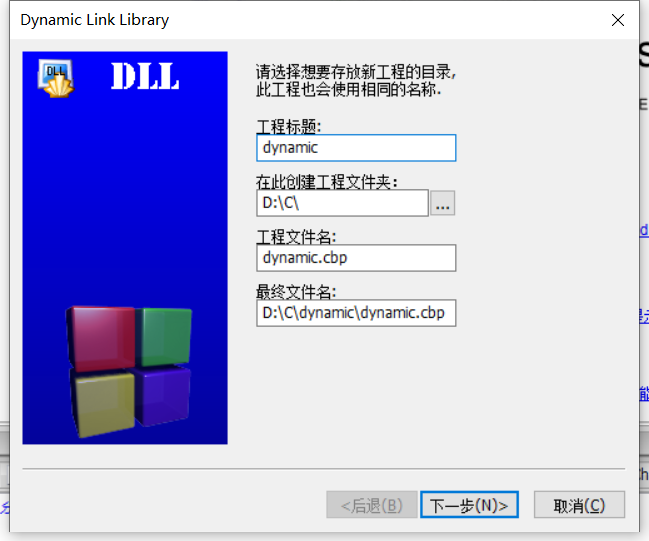 Dynamic Link Library
DLL
DLL
请选择想要存放新工程的目录,
此工程也会使用相同的名称.
工程标题:
dynamic
在此创建工程文件夹:
D:\C\
...
工程文件名:
dynamic.cbp
最终文件名:
D:\C\dynamic\dynamic.cbp
<后退(B)
下一步(N)>
取消(C)